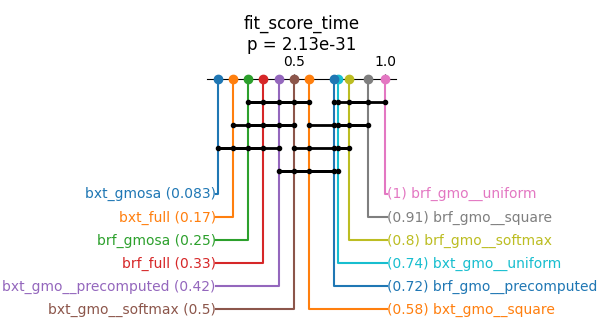 fit_score_time
p = 2.13e-31
0.5 1.0
bxt_gmosa (0.083) (1) brf_gmo__uniform
bxt_full (0.17) (0.91) brf_gmo__square
brf_gmosa (0.25) (0.8) brf_gmo__softmax
brf_full (0.33) (0.74) bxt_gmo__uniform
bxt_gmo__precomputed (0.42) (0.72) brf_gmo__precomputed
bxt_gmo__softmax (0.5) (0.58) bxt_gmo__square